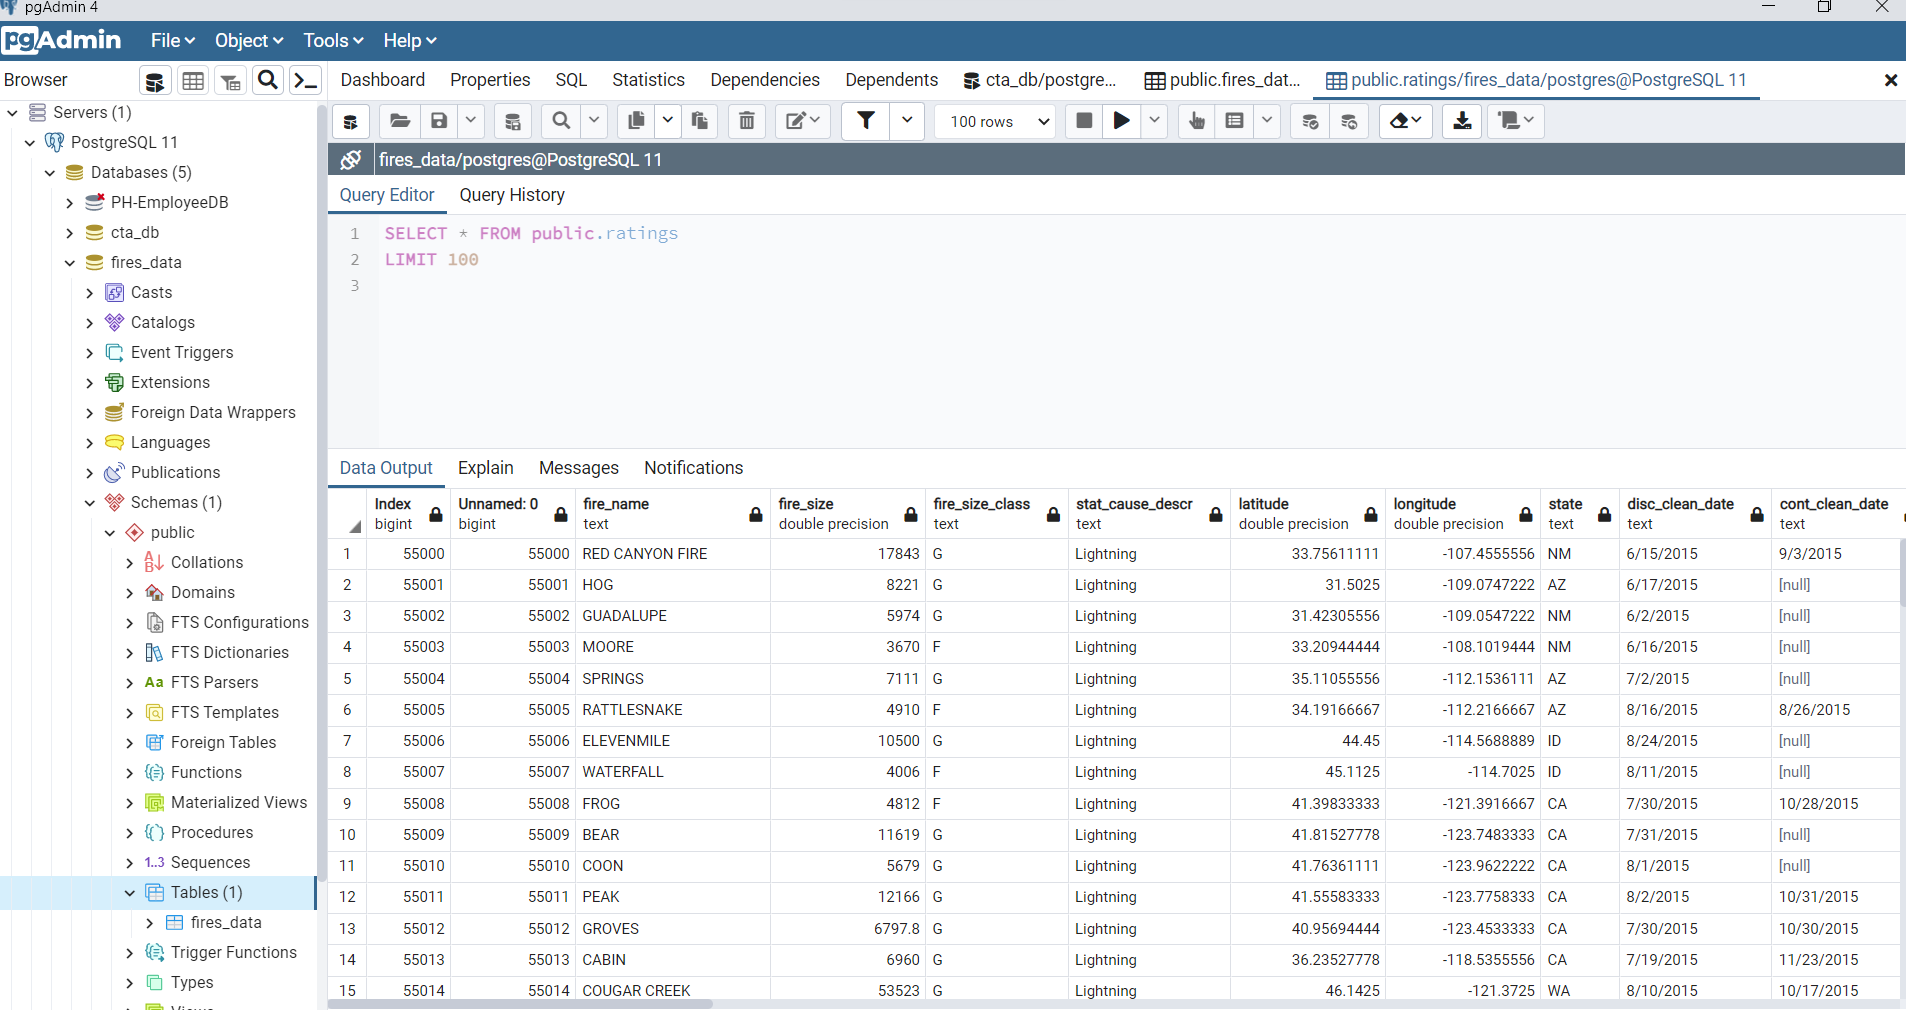 pgAdmin 4
pgAdmin File Object Tools Help
Browser Dashboard Properties SQL Statistics Dependencies Dependents cta_db/postgre... public.fires_dat... public.ratings/fires_data/postgres@PostgreSQL 11
100 rows
fires_data/postgres@PostgreSQL 11
Query Editor Query History
1 SELECT * FROM public.ratings
2 LIMIT 100
3
Servers (1)
PostgreSQL 11
Databases (5)
PH-EmployeeDB
cta_db
fires_data
Casts
Catalogs
Event Triggers
Extensions
Foreign Data Wrappers
Languages
Publications
Schemas (1)
public
Collations
Domains
FTS Configurations
FTS Dictionaries
Aa FTS Parsers
FTS Templates
Foreign Tables
Functions
Materialized Views
Procedures
1..3 Sequences
Tables (1)
fires_data
Trigger Functions
Types
Views
Data Output Explain Messages Notifications
Index Unnamed: 0 fire_name fire_size fire_size_class stat_cause_descr latitude longitude state disc_clean_date cont_clean_date
bigint bigint text double precision text text double precision double precision text text text
1 55000 55000 RED CANYON FIRE 17843 G Lightning 33.75611111 -107.4555556 NM 6/15/2015 9/3/2015
2 55001 55001 HOG 8221 G Lightning 31.5025 -109.0747222 AZ 6/17/2015 [null]
3 55002 55002 GUADALUPE 5974 G Lightning 31.42305556 -109.0547222 NM 6/2/2015 [null]
4 55003 55003 MOORE 3670 F Lightning 33.20944444 -108.1019444 NM 6/16/2015 [null]
5 55004 55004 SPRINGS 7111 G Lightning 35.11055556 -112.1536111 AZ 7/2/2015 [null]
6 55005 55005 RATTLESNAKE 4910 F Lightning 34.19166667 -112.2166667 AZ 8/16/2015 8/26/2015
7 55006 55006 ELEVENMILE 10500 G Lightning 44.45 -114.5688889 ID 8/24/2015 [null]
8 55007 55007 WATERFALL 4006 F Lightning 45.1125 -114.7025 ID 8/11/2015 [null]
9 55008 55008 FROG 4812 F Lightning 41.39833333 -121.3916667 CA 7/30/2015 10/28/2015
10 55009 55009 BEAR 11619 G Lightning 41.81527778 -123.7483333 CA 7/31/2015 [null]
11 55010 55010 COON 5679 G Lightning 41.76361111 -123.9622222 CA 8/1/2015 [null]
12 55011 55011 PEAK 12166 G Lightning 41.55583333 -123.7758333 CA 8/2/2015 10/31/2015
13 55012 55012 GROVES 6797.8 G Lightning 40.95694444 -123.4533333 CA 7/30/2015 10/30/2015
14 55013 55013 CABIN 6960 G Lightning 36.23527778 -118.5355556 CA 7/19/2015 11/23/2015
15 55014 55014 COUGAR CREEK 53523 G Lightning 46.1425 -121.3725 WA 8/10/2015 10/17/2015